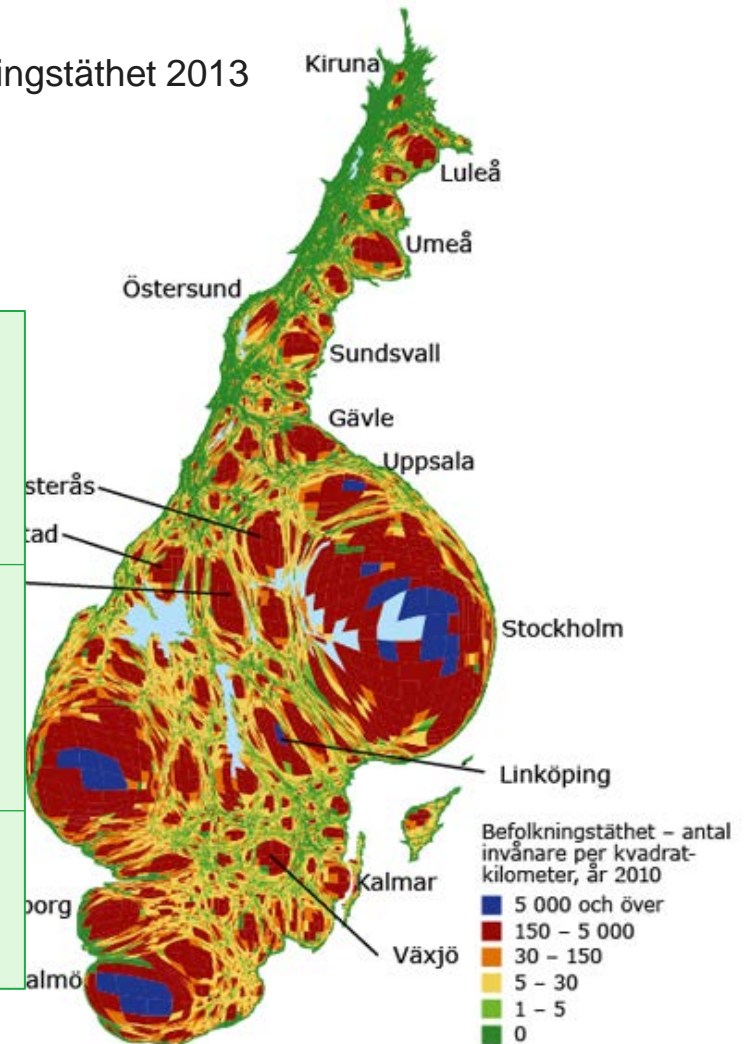 ingstäthet 2013
Kiruna
Luleå
Umeå
Östersund
Sundsvall
Gävle
Uppsala
sterås
tad
Stockholm
Linköping
Befolkningstäthet – antal
invånare per kvadrat-
kilometer, år 2010
5 000 och över
150 – 5 000
30 – 150
5 – 30
1 – 5
0
Kalmar
borg
Växjö
almö